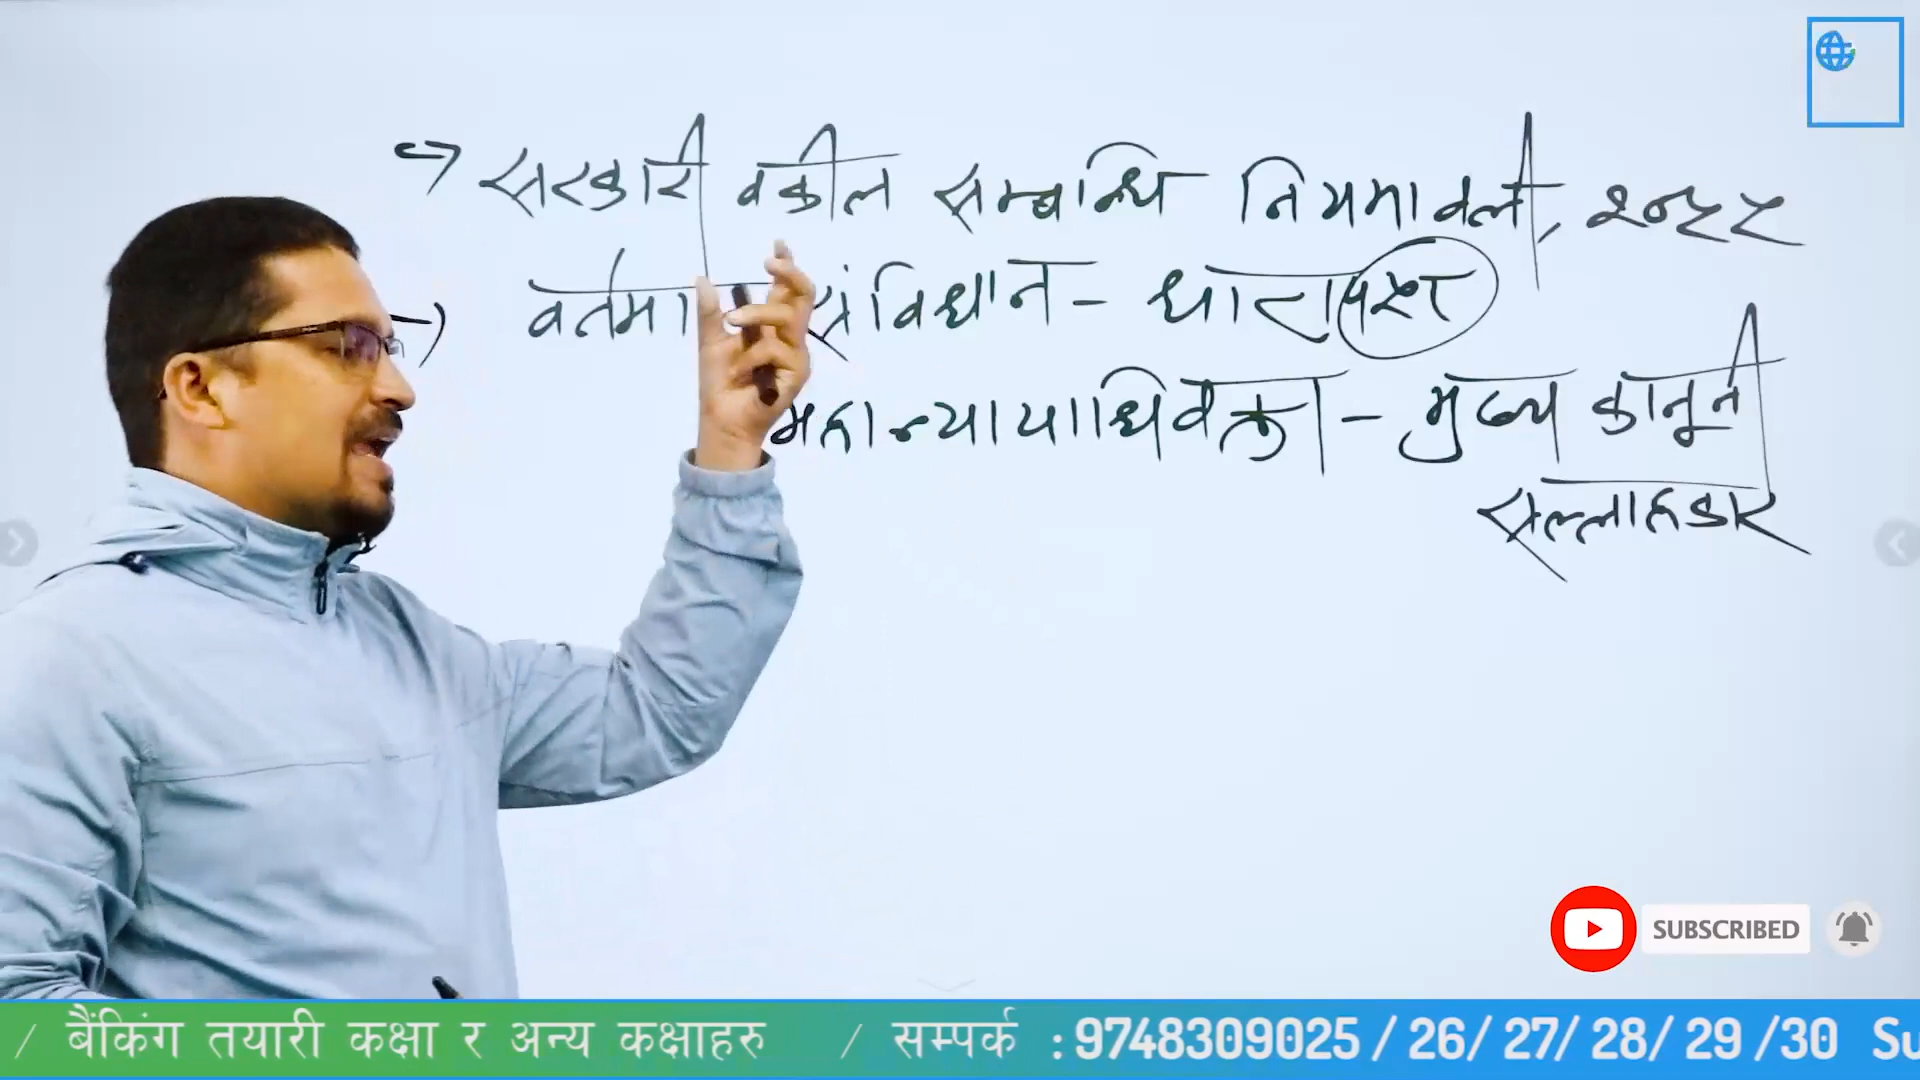 सरकारी वकील सम्बन्धि नियमावली, २०५५
वर्तमा संविधान - धारा १५८
महान्यायाधिवक्ता - मुख्य कानूनी
सल्लाहकार
SUBSCRIBED
/ बैंकिंग तयारी कक्षा र अन्य कक्षाहरु / सम्पर्क : 9748309025 / 26/ 27/ 28/ 29 /30 Su